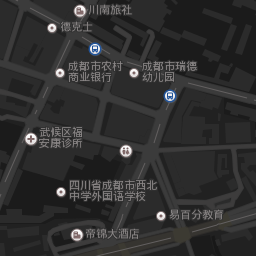 川南旅社
德克士
成都市农村
商业银行
成都市瑞德
幼儿园
武候区福
安康诊所
四川省成都市西北
中学外国语学校
易百分教育
帝锦大酒店